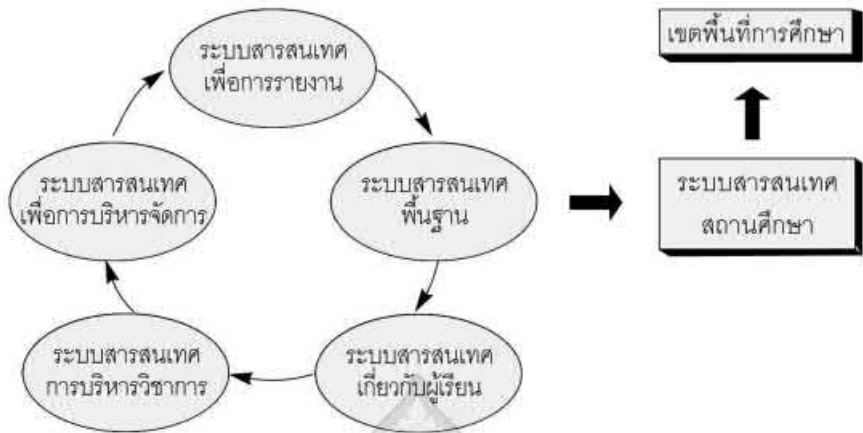 ระบบสารสนเทศ
เพื่อการรายงาน
เขตพื้นที่การศึกษา
ระบบสารสนเทศ
เพื่อการบริหารจัดการ
ระบบสารสนเทศ
พื้นฐาน
ระบบสารสนเทศ
สถานศึกษา
ระบบสารสนเทศ
การบริหารวิชาการ
ระบบสารสนเทศ
เกี่ยวกับผู้เรียน